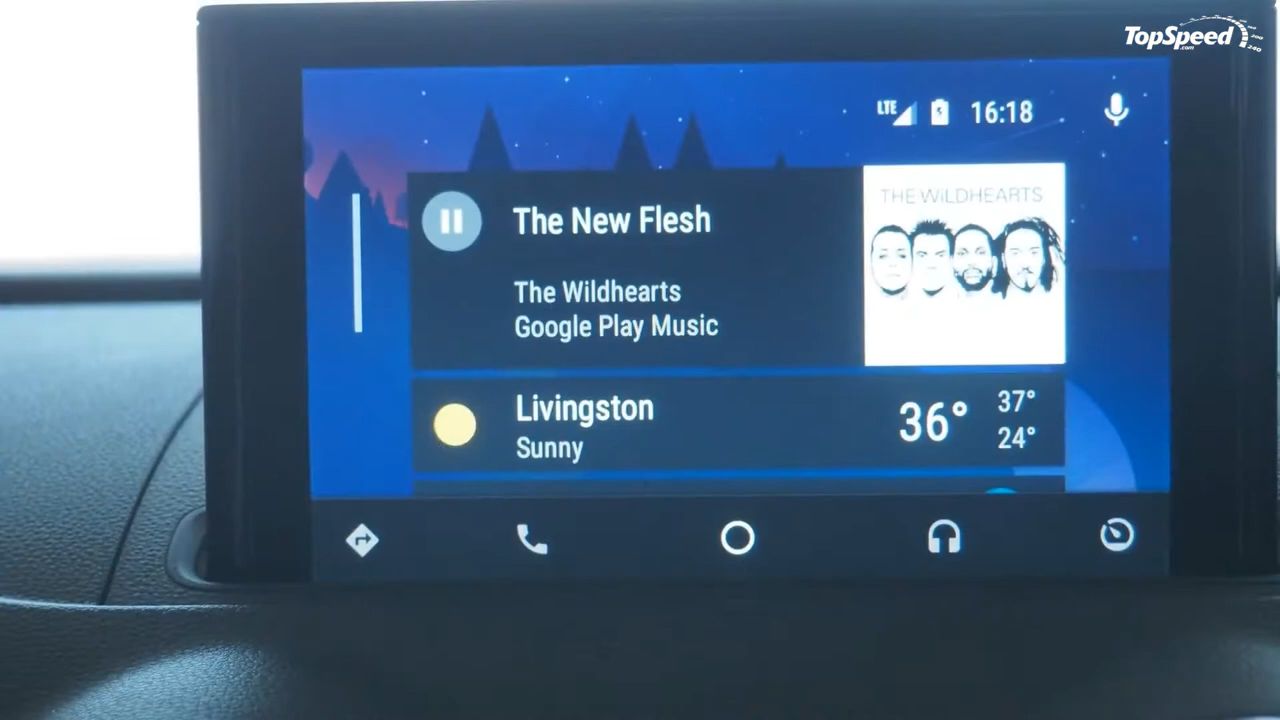 TopSpeed
.com
LTE 16:18
THE WiLDHEARTS
The New Flesh
The Wildhearts
Google Play Music
Livingston
Sunny
36° 37°
24°